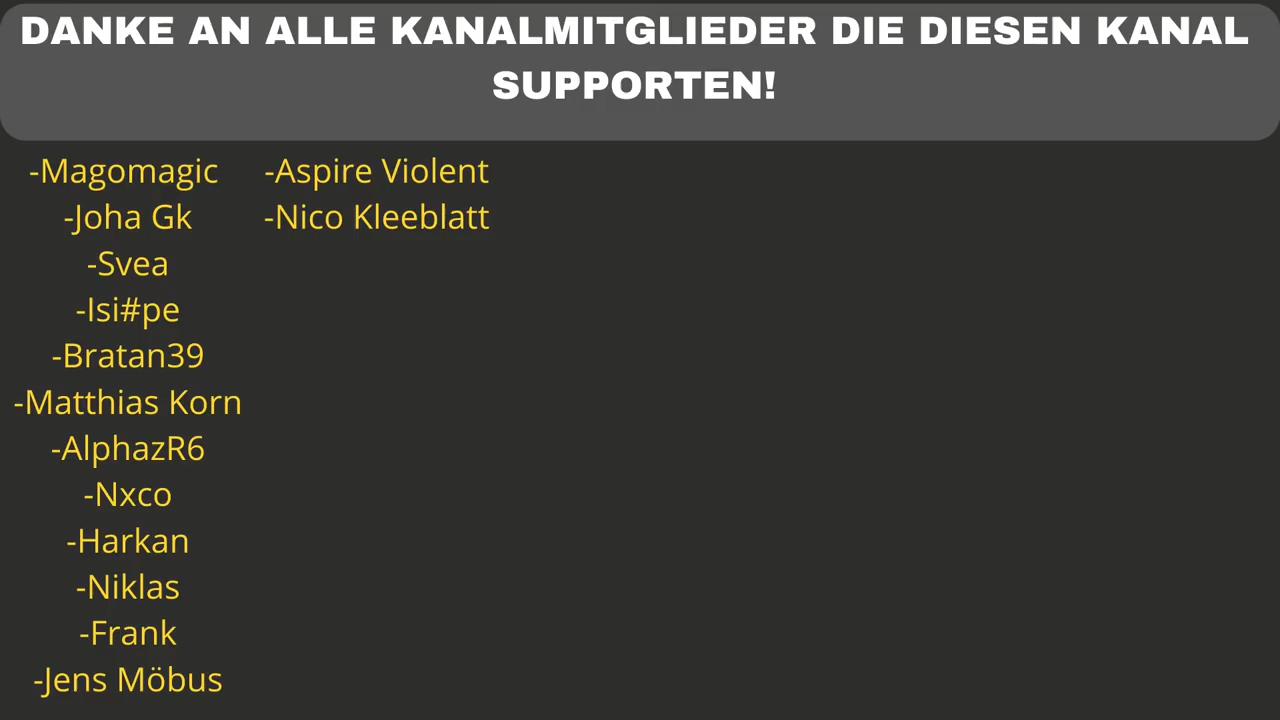 DANKE AN ALLE KANALMITGLIEDER DIE DIESEN KANAL
SUPPORTEN!
-Magomagic
-Joha Gk
-Svea
-Isi#pe
-Bratan39
-Matthias Korn
-AlphazR6
-Nxco
-Harkan
-Niklas
-Frank
-Jens Möbus
-Aspire Violent
-Nico Kleeblatt